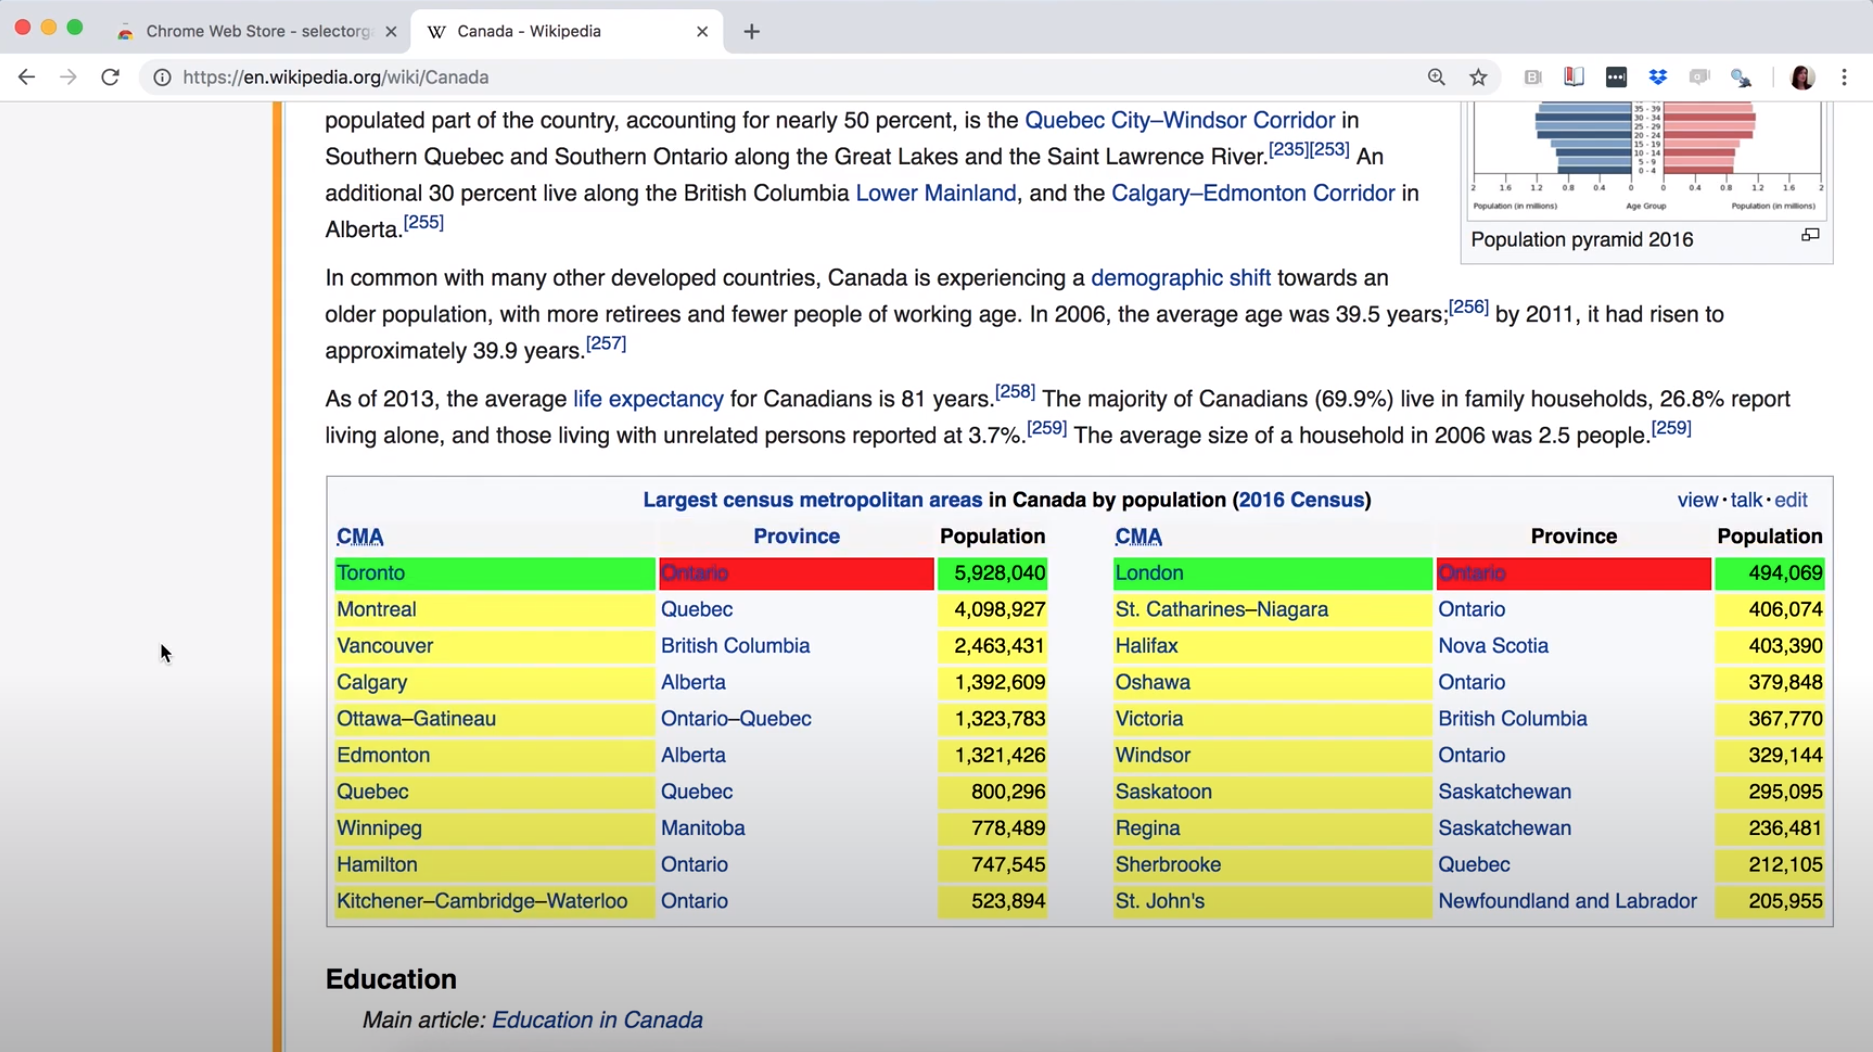 Chrome Web Store - selectorg
Canada - Wikipedia
https://en.wikipedia.org/wiki/Canada
populated part of the country, accounting for nearly 50 percent, is the Quebec City–Windsor Corridor in
Southern Quebec and Southern Ontario along the Great Lakes and the Saint Lawrence River.[235][253] An
additional 30 percent live along the British Columbia Lower Mainland, and the Calgary–Edmonton Corridor in
Alberta.[255]
35 - 39
30 - 34
25 - 29
20 - 24
15 - 19
10 - 14
5 - 9
0 - 4
2 1.6 1.2 0.8 0.4 0 0 0.4 0.8 1.2 1.6 2
Population (in millions) Age Group Population (in millions)
Population pyramid 2016
In common with many other developed countries, Canada is experiencing a demographic shift towards an
older population, with more retirees and fewer people of working age. In 2006, the average age was 39.5 years;[256] by 2011, it had risen to
approximately 39.9 years.[257]
As of 2013, the average life expectancy for Canadians is 81 years.[258] The majority of Canadians (69.9%) live in family households, 26.8% report
living alone, and those living with unrelated persons reported at 3.7%.[259] The average size of a household in 2006 was 2.5 people.[259]
Largest census metropolitan areas in Canada by population (2016 Census) view · talk · edit
CMA Province Population CMA Province Population
Toronto Ontario 5,928,040 London Ontario 494,069
Montreal Quebec 4,098,927 St. Catharines–Niagara Ontario 406,074
Vancouver British Columbia 2,463,431 Halifax Nova Scotia 403,390
Calgary Alberta 1,392,609 Oshawa Ontario 379,848
Ottawa–Gatineau Ontario–Quebec 1,323,783 Victoria British Columbia 367,770
Edmonton Alberta 1,321,426 Windsor Ontario 329,144
Quebec Quebec 800,296 Saskatoon Saskatchewan 295,095
Winnipeg Manitoba 778,489 Regina Saskatchewan 236,481
Hamilton Ontario 747,545 Sherbrooke Quebec 212,105
Kitchener–Cambridge–Waterloo Ontario 523,894 St. John's Newfoundland and Labrador 205,955
Education
Main article: Education in Canada